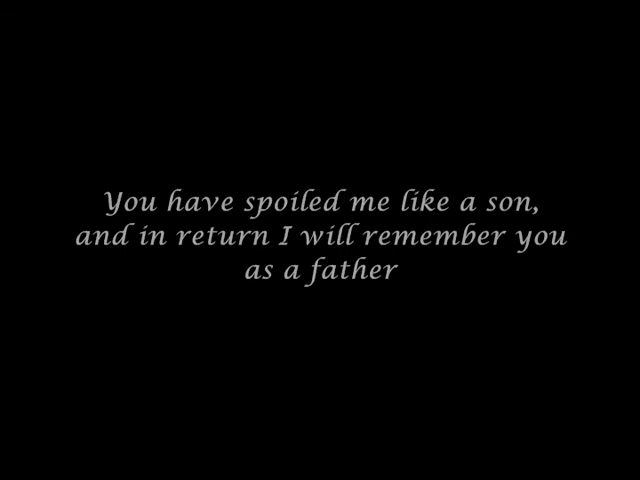 You have spoiled me like a son,
and in return I will remember you
as a father